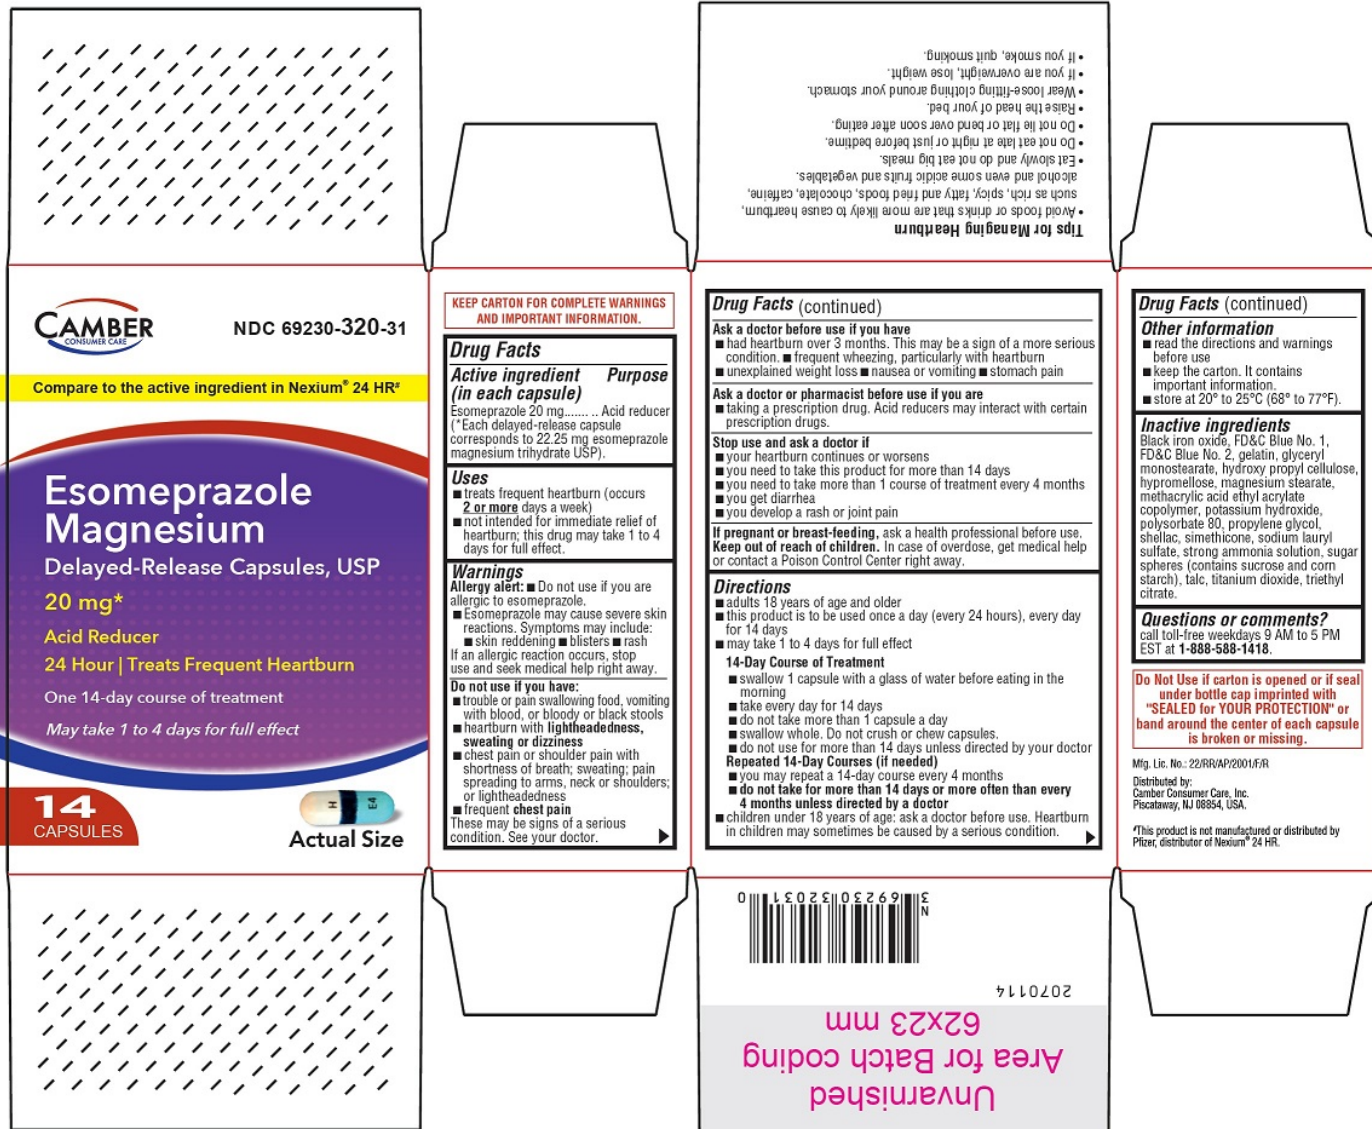 CAMBER
CONSUMER CARE
NDC 69230-320-31
Compare to the active ingredient in Nexium® 24 HR#
Esomeprazole
Magnesium
Delayed-Release Capsules, USP
20 mg*
Acid Reducer
24 Hour | Treats Frequent Heartburn
One 14-day course of treatment
May take 1 to 4 days for full effect
14
CAPSULES
H E4
Actual Size
KEEP CARTON FOR COMPLETE WARNINGS
AND IMPORTANT INFORMATION.
Drug Facts
Active ingredient Purpose
(in each capsule)
Esomeprazole 20 mg....... .. Acid reducer
(*Each delayed-release capsule
corresponds to 22.25 mg esomeprazole
magnesium trihydrate USP).
Uses
■ treats frequent heartburn (occurs
2 or more days a week)
■ not intended for immediate relief of
heartburn; this drug may take 1 to 4
days for full effect.
Warnings
Allergy alert: ■ Do not use if you are
allergic to esomeprazole.
■ Esomeprazole may cause severe skin
reactions. Symptoms may include:
■ skin reddening ■ blisters ■ rash
If an allergic reaction occurs, stop
use and seek medical help right away.
Do not use if you have:
■ trouble or pain swallowing food, vomiting
with blood, or bloody or black stools
■ heartburn with lightheadedness,
sweating or dizziness
■ chest pain or shoulder pain with
shortness of breath; sweating; pain
spreading to arms, neck or shoulders;
or lightheadedness
■ frequent chest pain
These may be signs of a serious
condition. See your doctor.
Tips for Managing Heartburn
• Avoid foods or drinks that are more likely to cause heartburn,
such as rich, spicy, fatty and fried foods, chocolate, caffeine,
alcohol and even some acidic fruits and vegetables.
• Eat slowly and do not eat big meals.
• Do not eat late at night or just before bedtime.
• Do not lie flat or bend over soon after eating.
• Raise the head of your bed.
• Wear loose-fitting clothing around your stomach.
• If you are overweight, lose weight.
• If you smoke, quit smoking.
Drug Facts (continued)
Ask a doctor before use if you have
■ had heartburn over 3 months. This may be a sign of a more serious
condition. ■ frequent wheezing, particularly with heartburn
■ unexplained weight loss ■ nausea or vomiting ■ stomach pain
Ask a doctor or pharmacist before use if you are
■ taking a prescription drug. Acid reducers may interact with certain
prescription drugs.
Stop use and ask a doctor if
■ your heartburn continues or worsens
■ you need to take this product for more than 14 days
■ you need to take more than 1 course of treatment every 4 months
■ you get diarrhea
■ you develop a rash or joint pain
If pregnant or breast-feeding, ask a health professional before use.
Keep out of reach of children. In case of overdose, get medical help
or contact a Poison Control Center right away.
Directions
■ adults 18 years of age and older
■ this product is to be used once a day (every 24 hours), every day
for 14 days
■ may take 1 to 4 days for full effect
14-Day Course of Treatment
■ swallow 1 capsule with a glass of water before eating in the
morning
■ take every day for 14 days
■ do not take more than 1 capsule a day
■ swallow whole. Do not crush or chew capsules.
■ do not use for more than 14 days unless directed by your doctor
Repeated 14-Day Courses (if needed)
■ you may repeat a 14-day course every 4 months
■ do not take for more than 14 days or more often than every
4 months unless directed by a doctor
■ children under 18 years of age: ask a doctor before use. Heartburn
in children may sometimes be caused by a serious condition.
N
3 69230 32031 0
2070114
Unvarnished
Area for Batch coding
62x23 mm
Drug Facts (continued)
Other information
■ read the directions and warnings
before use
■ keep the carton. It contains
important information.
■ store at 20° to 25°C (68° to 77°F).
Inactive ingredients
Black iron oxide, FD&C Blue No. 1,
FD&C Blue No. 2, gelatin, glyceryl
monostearate, hydroxy propyl cellulose,
hypromellose, magnesium stearate,
methacrylic acid ethyl acrylate
copolymer, potassium hydroxide,
polysorbate 80, propylene glycol,
shellac, simethicone, sodium lauryl
sulfate, strong ammonia solution, sugar
spheres (contains sucrose and corn
starch), talc, titanium dioxide, triethyl
citrate.
Questions or comments?
call toll-free weekdays 9 AM to 5 PM
EST at 1-888-588-1418.
Do Not Use if carton is opened or if seal
under bottle cap imprinted with
"SEALED for YOUR PROTECTION" or
band around the center of each capsule
is broken or missing.
Mfg. Lic. No.: 22/RR/AP/2001/F/R
Distributed by:
Camber Consumer Care, Inc.
Piscataway, NJ 08854, USA.
#This product is not manufactured or distributed by
Pfizer, distributor of Nexium® 24 HR.